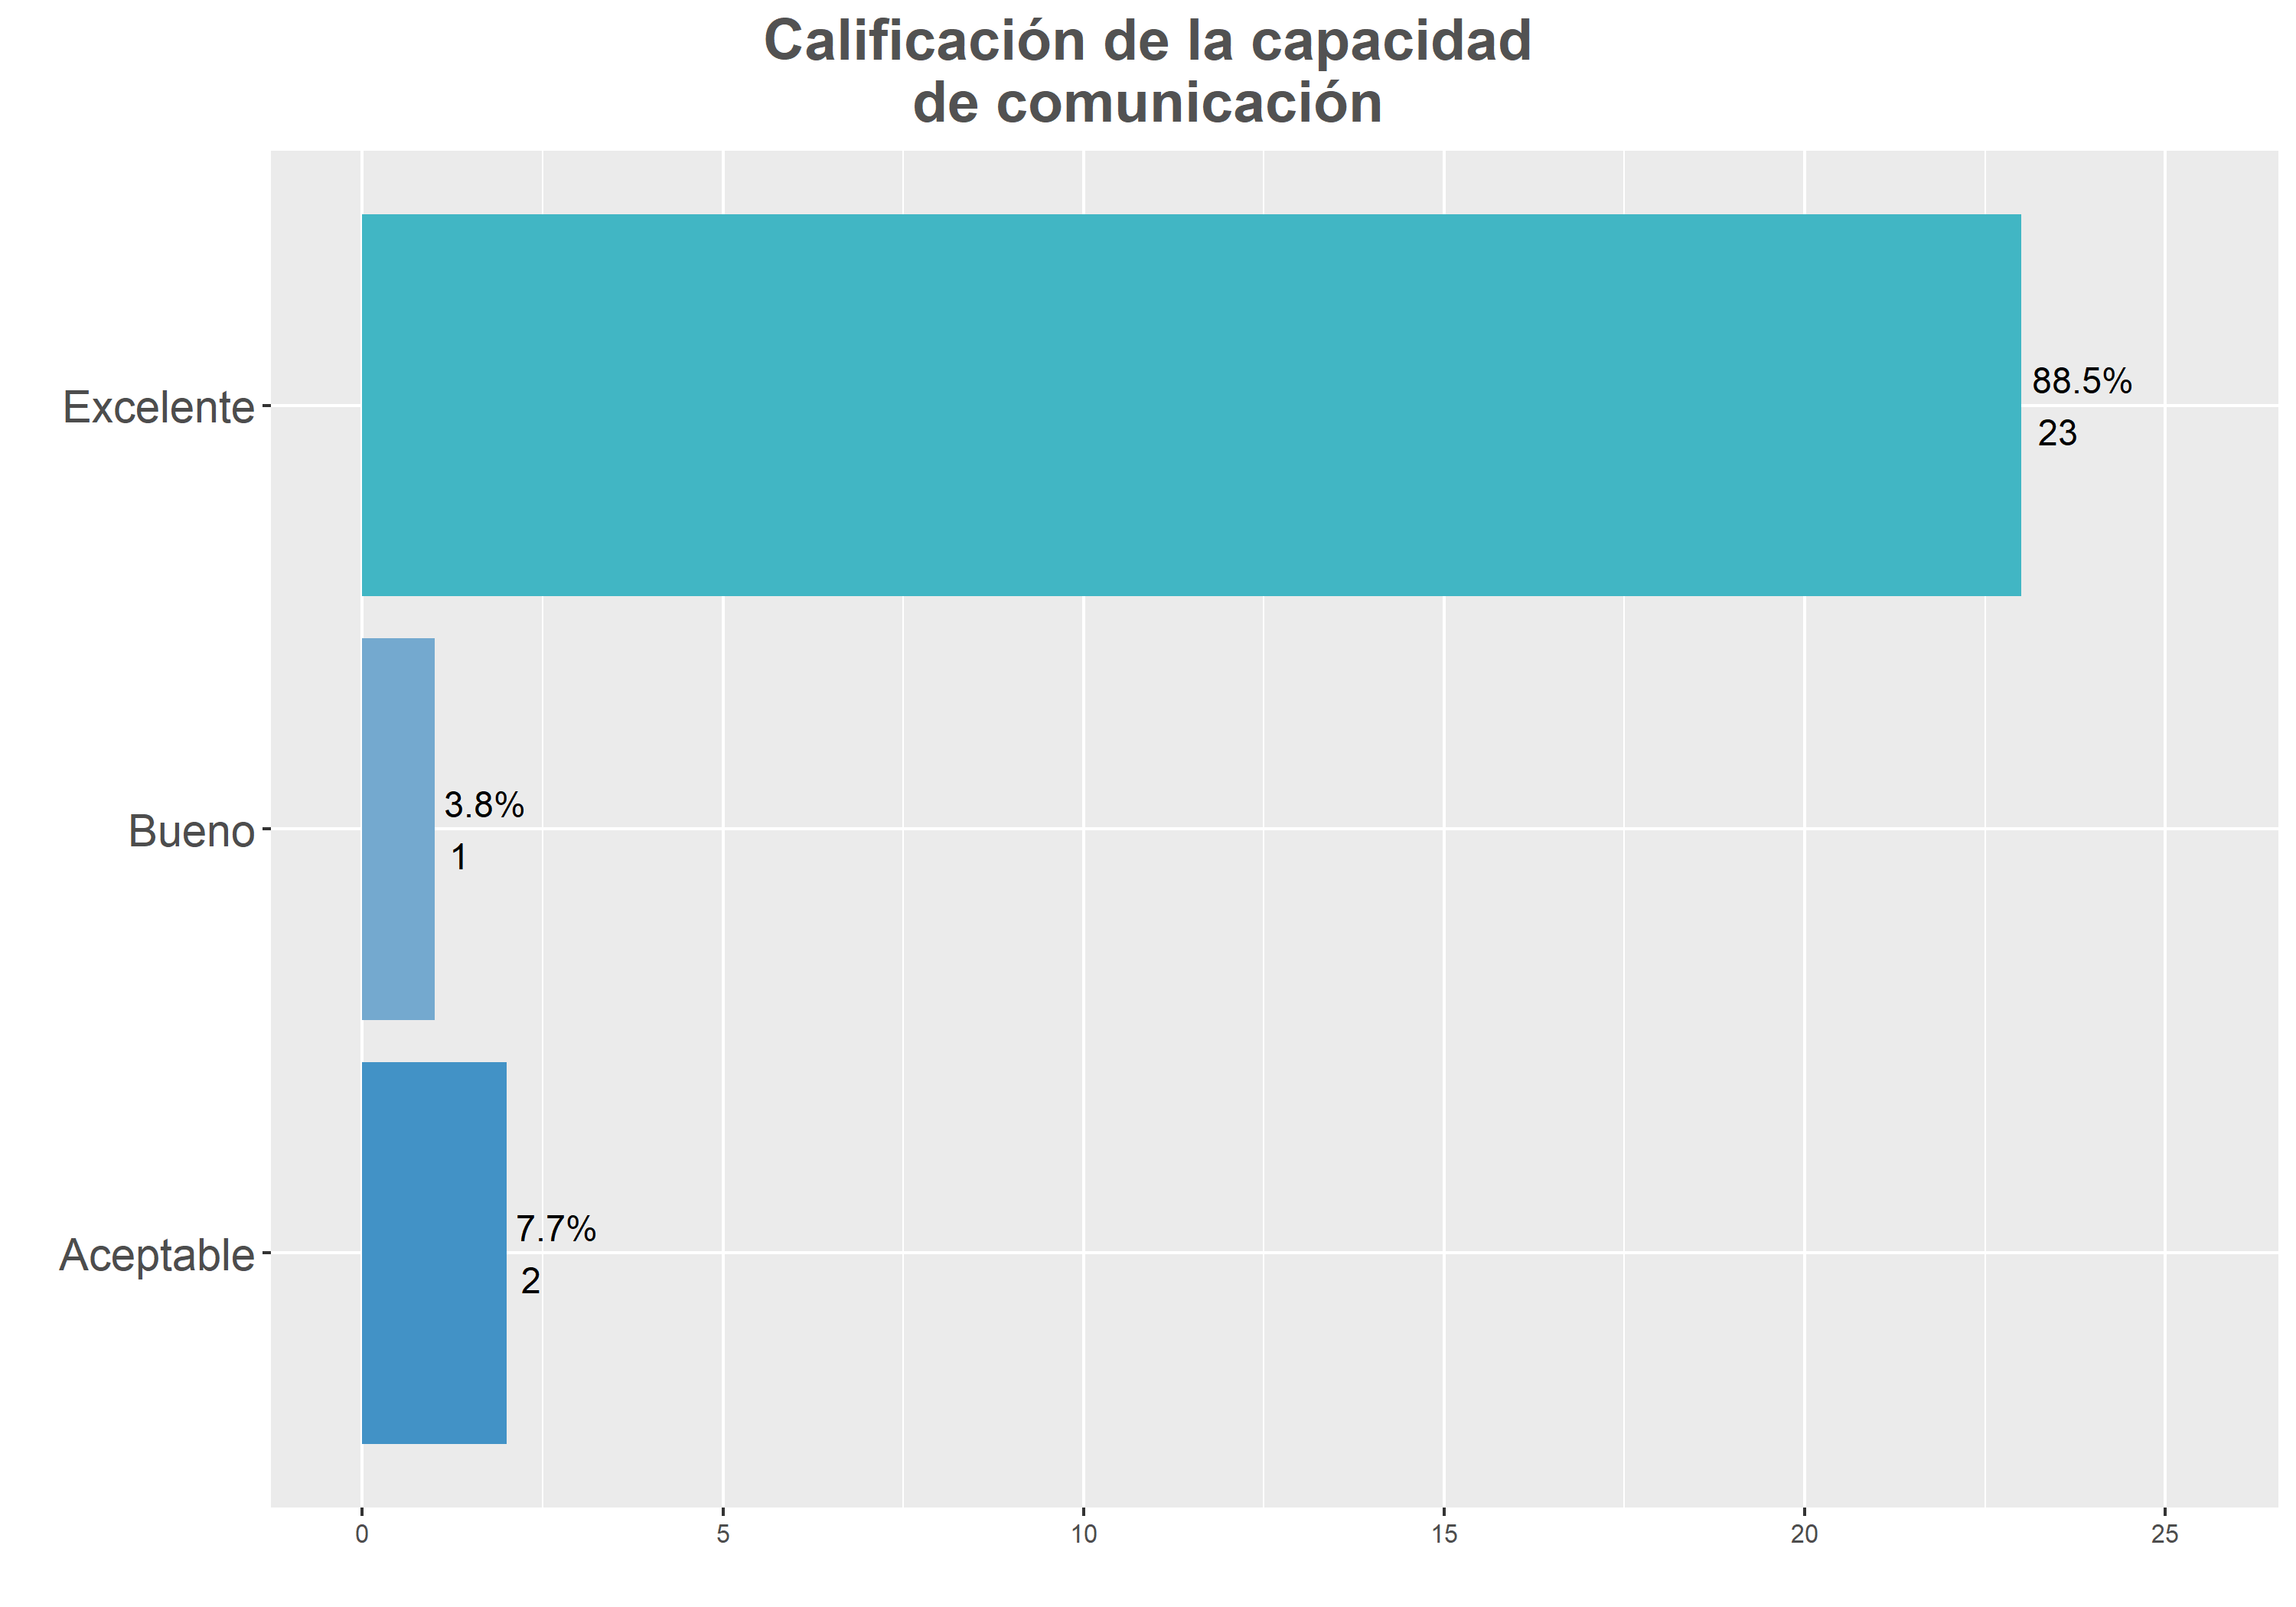 Calificación de la capacidad
de comunicación
Excelente
88.5%
23
Bueno
3.8%
1
Aceptable
7.7%
2
0 5 10 15 20 25